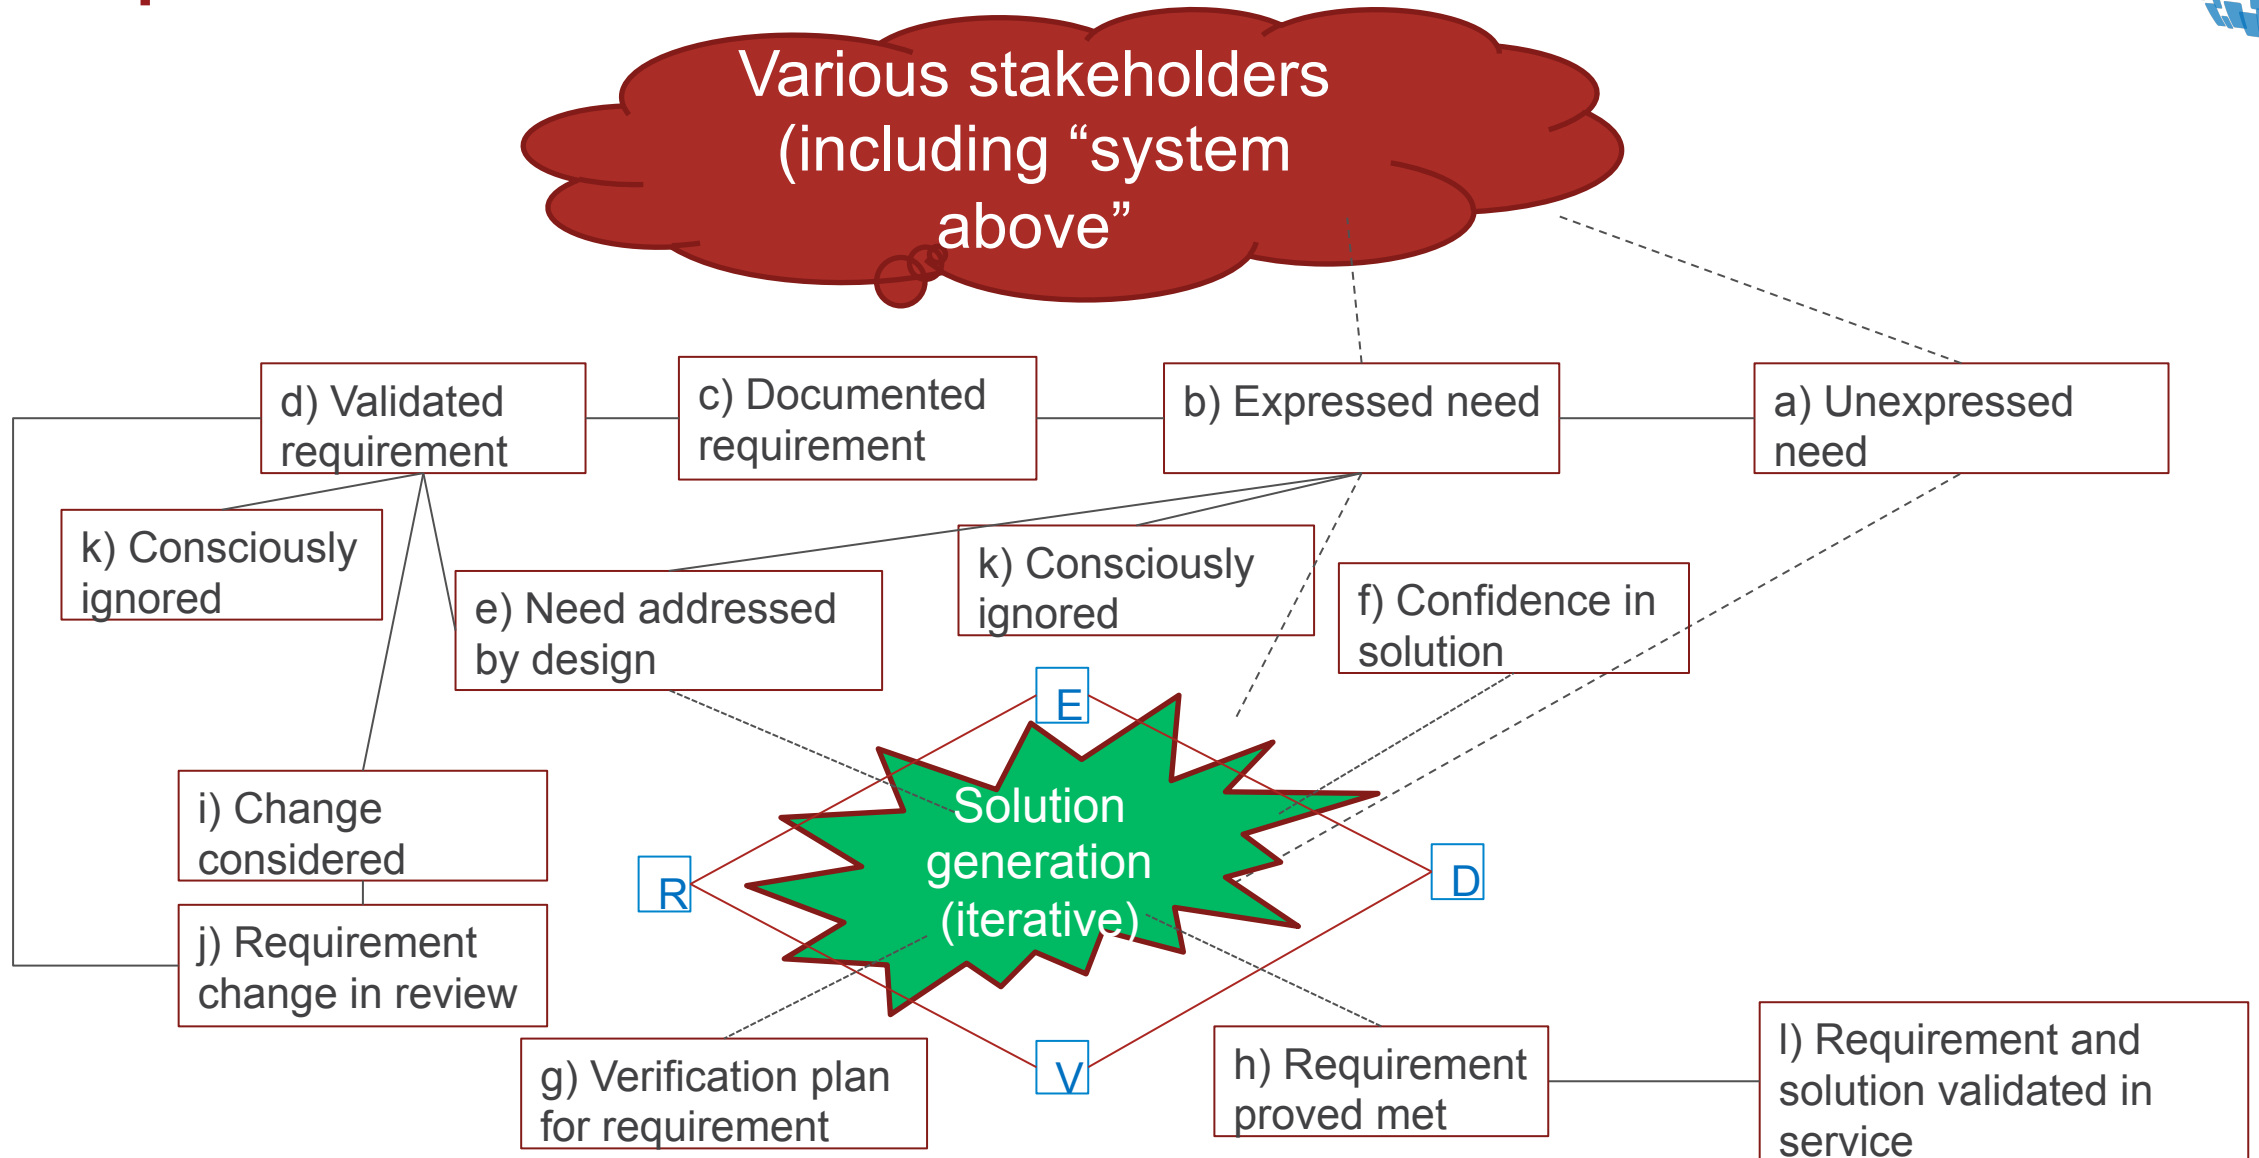 Various stakeholders
(including “system
above”
d) Validated
requirement
c) Documented
requirement
b) Expressed need
a) Unexpressed
need
k) Consciously
ignored
e) Need addressed
by design
k) Consciously
ignored
f) Confidence in
solution
E
i) Change
considered
Solution
generation
(iterative)
R
D
j) Requirement
change in review
g) Verification plan
for requirement
V
h) Requirement
proved met
l) Requirement and
solution validated in
service